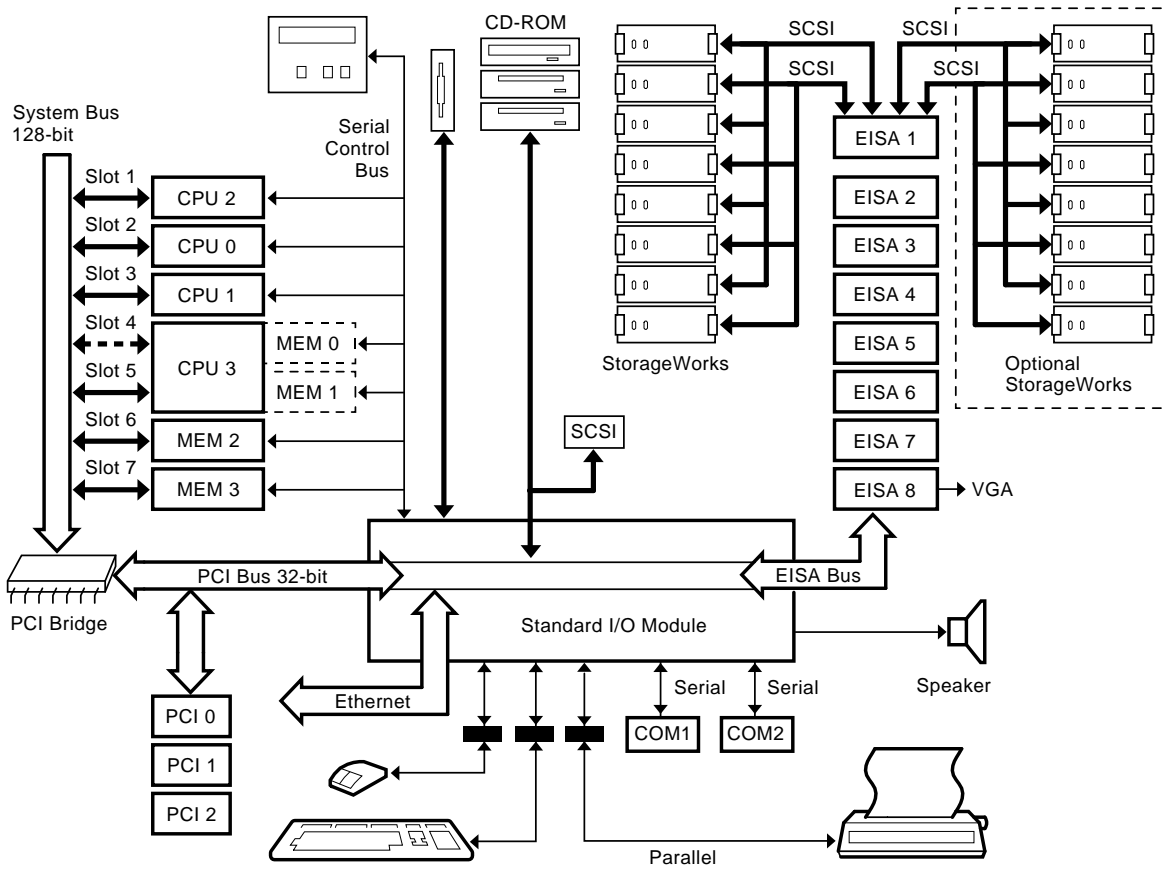 CD-ROM
SCSI
SCSI
SCSI
SCSI
System Bus
128-bit
Serial
Control
Bus
EISA 1
Slot 1
CPU 2
EISA 2
Slot 2
CPU 0
EISA 3
Slot 3
CPU 1
EISA 4
Slot 4
MEM 0
CPU 3
EISA 5
StorageWorks
Optional
StorageWorks
Slot 5
MEM 1
EISA 6
Slot 6
MEM 2
SCSI
EISA 7
Slot 7
MEM 3
EISA 8
VGA
PCI Bus 32-bit
EISA Bus
PCI Bridge
Standard I/O Module
Ethernet
Serial
Serial
Speaker
PCI 0
COM1
COM2
PCI 1
PCI 2
Parallel